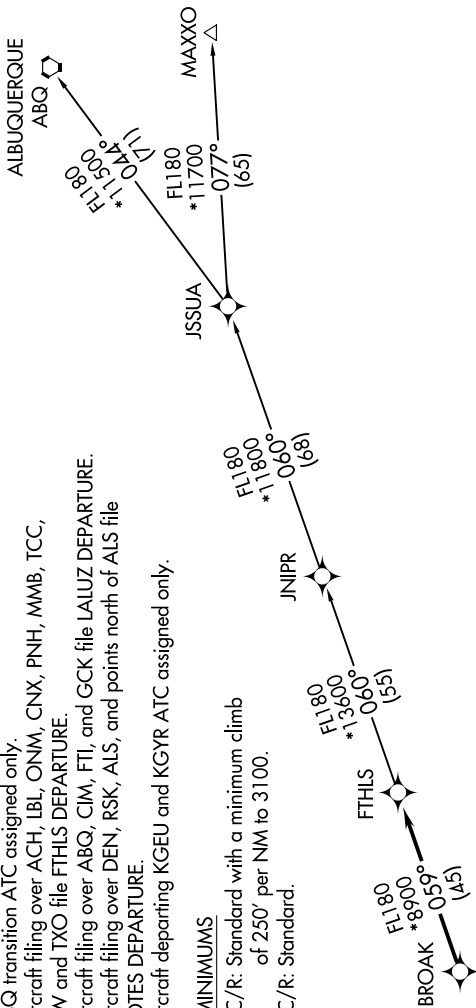 ALBUQUERQUE
ABQ
MAXXO
FL180
*11500
044°
(71)
FL180
*11700
077°
(65)
JSSUA
FL180
*11800
060°
(68)
JNIPR
FL180
*13600
060°
(55)
FTHLS
FL180
*8900
059°
(45)
BROAK
Q transition ATC assigned only.
craft filing over ACH, LBL, ONM, CNX, PNH, MMB, TCC,
W and TXO file FTHLS DEPARTURE.
craft filing over ABQ, CIM, FTI, and GCK file LALUZ DEPARTURE.
craft filing over DEN, RSK, ALS, and points north of ALS file
OTES DEPARTURE.
craft departing KGEU and KGYR ATC assigned only.
MINIMUMS
C/R: Standard with a minimum climb
of 250' per NM to 3100.
C/R: Standard.